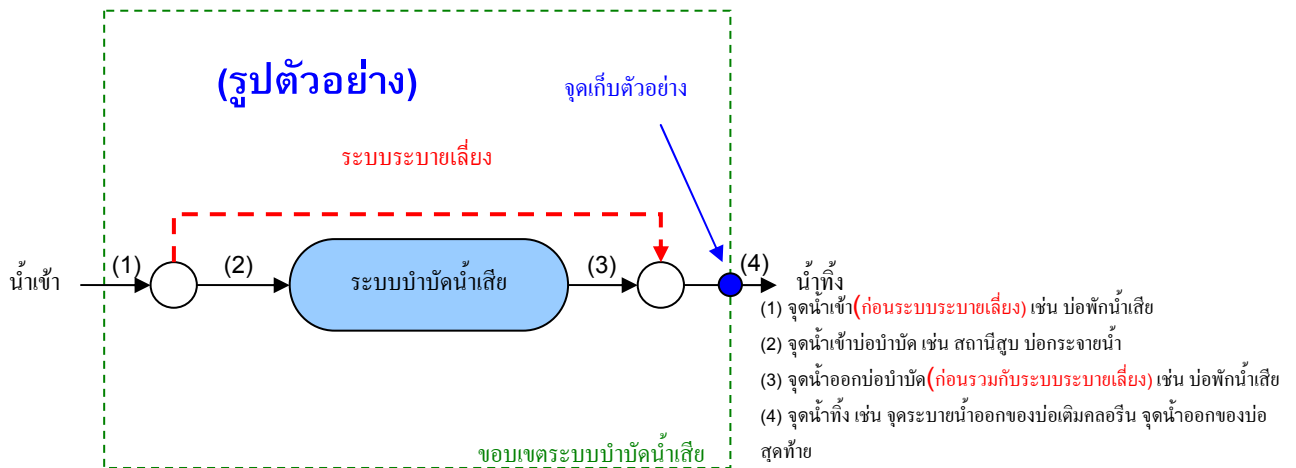 (รูปตัวอย่าง)
จุดเก็บตัวอย่าง
ระบบระบายเลี่ยง
น้ำเข้า
(1)
(2)
ระบบบำบัดน้ำเสีย
(3)
(4)
น้ำทิ้ง
(1) จุดน้ำเข้า(ก่อนระบบระบายเลี่ยง) เช่น บ่อพักน้ำเสีย
(2) จุดน้ำเข้าบ่อบำบัด เช่น สถานีสูบ บ่อกระจายน้ำ
(3) จุดน้ำออกบ่อบำบัด(ก่อนรวมกับระบบระบายเลี่ยง) เช่น บ่อพักน้ำเสีย
(4) จุดน้ำทิ้ง เช่น จุดระบายน้ำออกของบ่อเติมคลอรีน จุดน้ำออกของบ่อ
สุดท้าย
ขอบเขตระบบบำบัดน้ำเสีย